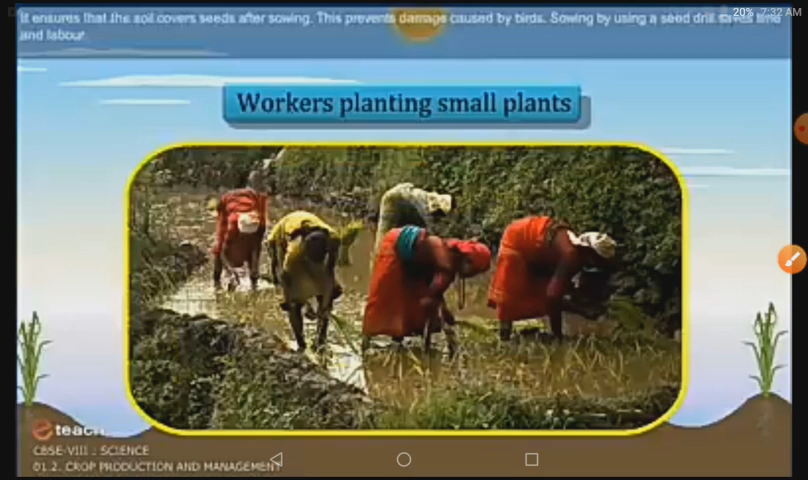 It ensures that the soil covers seeds after sowing. This prevents damage caused by birds. Sowing by using a seed drill saves time
and labour
20% 7:32 AM
Workers planting small plants
e teach
CBSE-VIII : SCIENCE
01.2. CROP PRODUCTION AND MANAGEMENT